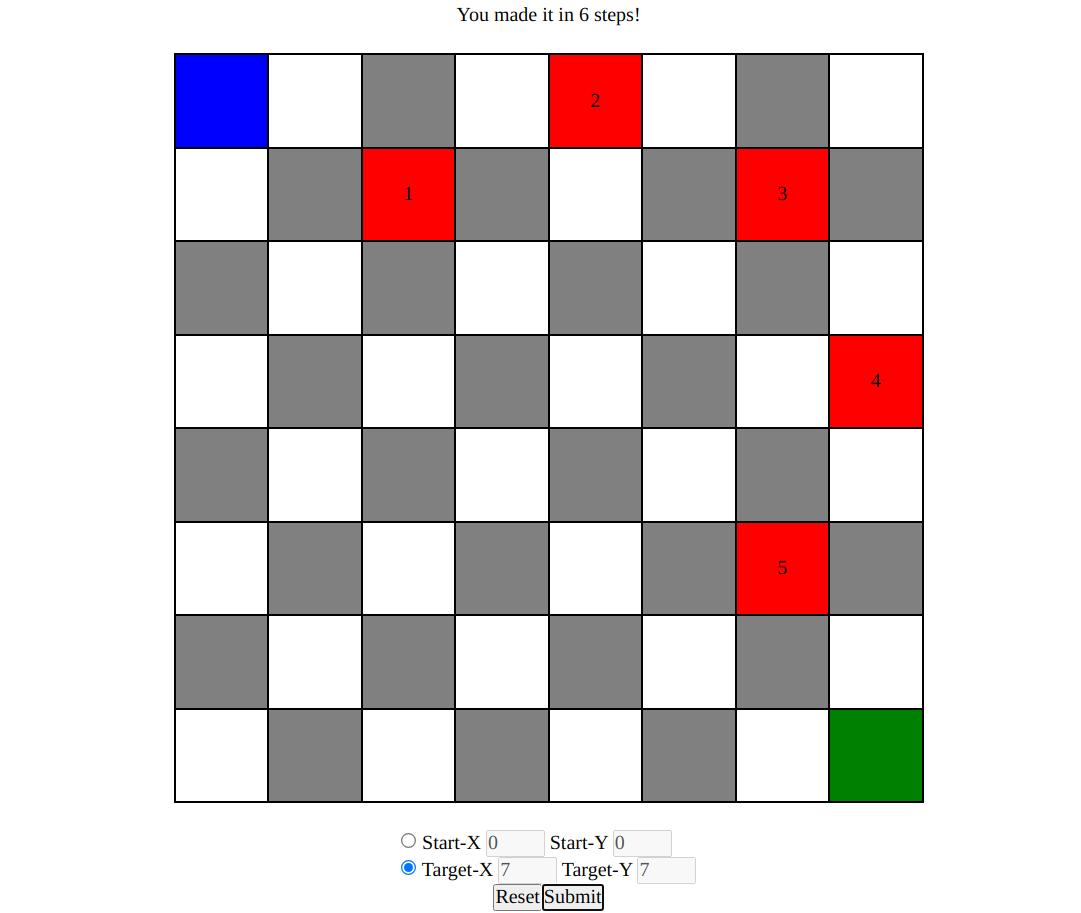 You made it in 6 steps!
2
1 3
4
5
Start-X 0 Start-Y 0
Target-X 7 Target-Y 7
Reset Submit